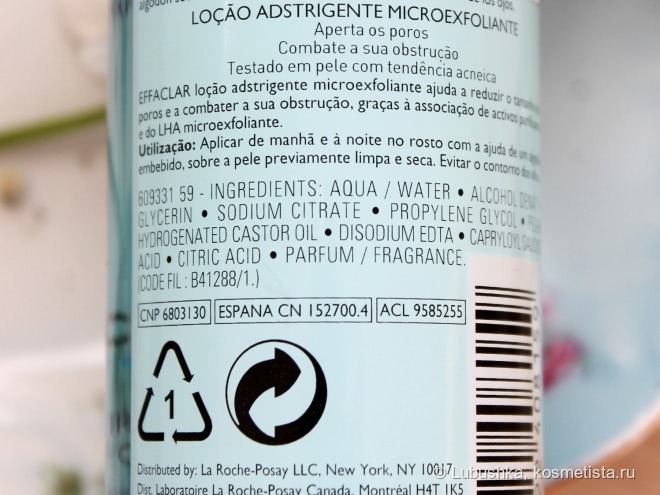 LOÇÃO ADSTRIGENTE MICROEXFOLIANTE
Aperta os poros
Combate a sua obstrução
Testado em pele com tendência acneica
EFFACLAR loção adstrigente microexfoliante ajuda a reduzir o
poros e a combater a sua obstrução, graças à associação de activos
e do LHA microexfoliante.
Utilização: Aplicar de manhã e à noite no rosto com a ajuda de um
embebido, sobre a pele previamente limpa e seca. Evitar o contorno
609331 59 - INGREDIENTS: AQUA / WATER • ALCOHOL
GLYCERIN • SODIUM CITRATE • PROPYLENE GLYCOL •
HYDROGENATED CASTOR OIL • DISODIUM EDTA • CAPRYLOYL
ACID • CITRIC ACID • PARFUM / FRAGRANCE.
(CODE FIL : B41288/1.)
CNP 6803130 ESPANA CN 152700.4 ACL 9585255
1
Distributed by: La Roche-Posay LLC, New York, NY 10017
Dist. Laboratoire La Roche-Posay Canada, Montréal H4T 1K5
© Lubushka, kosmetista.ru